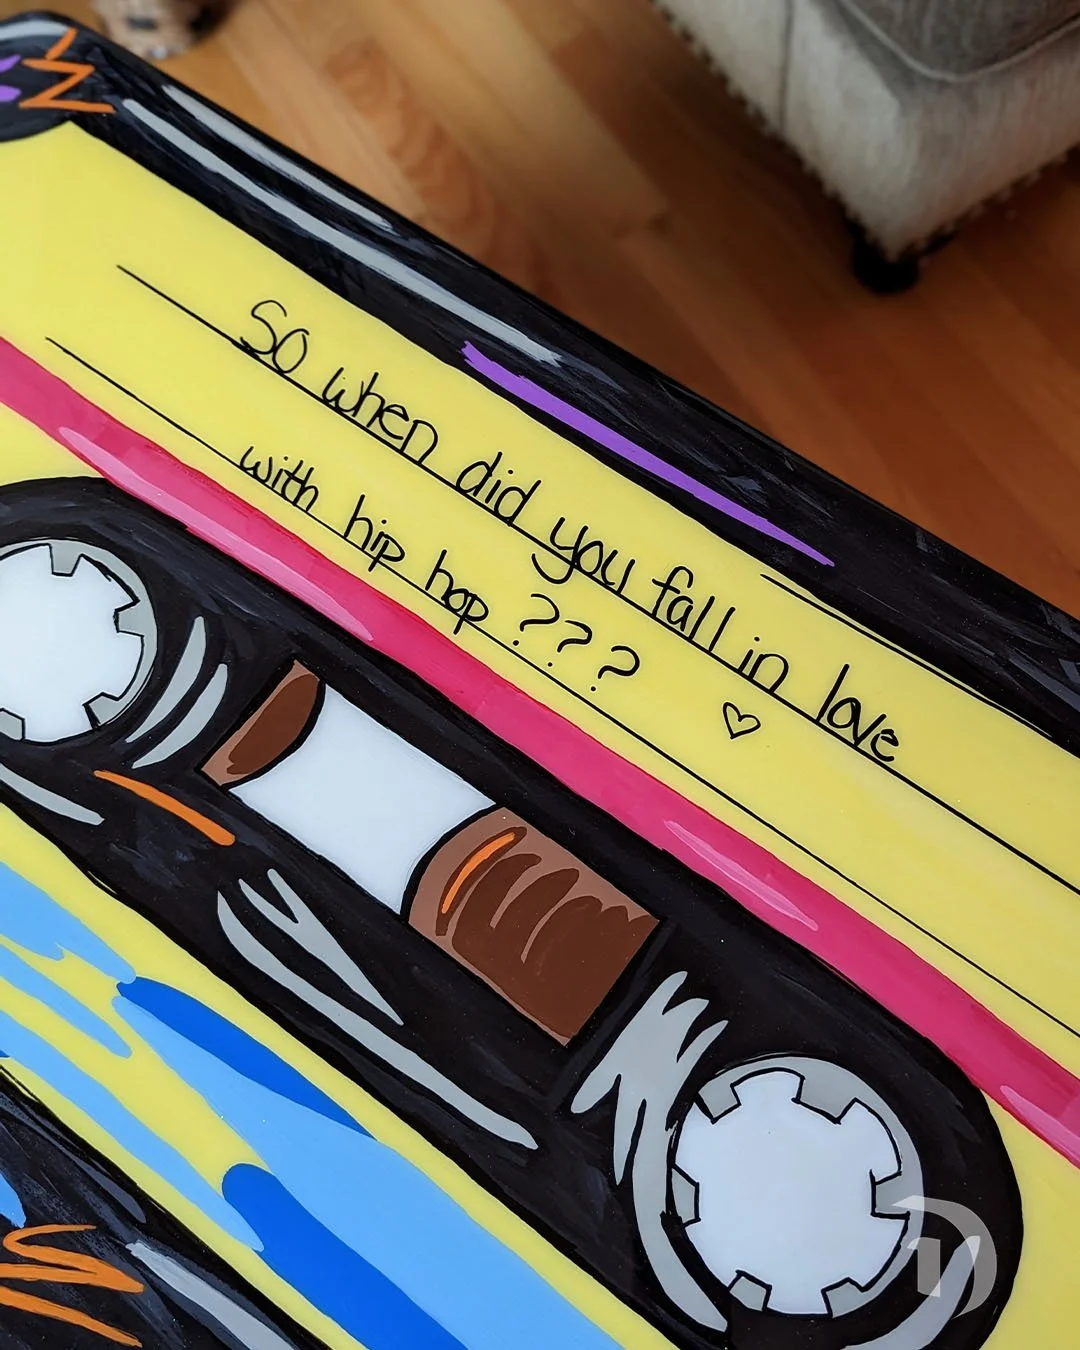 So when did you fall in love
with hip hop ???
♡